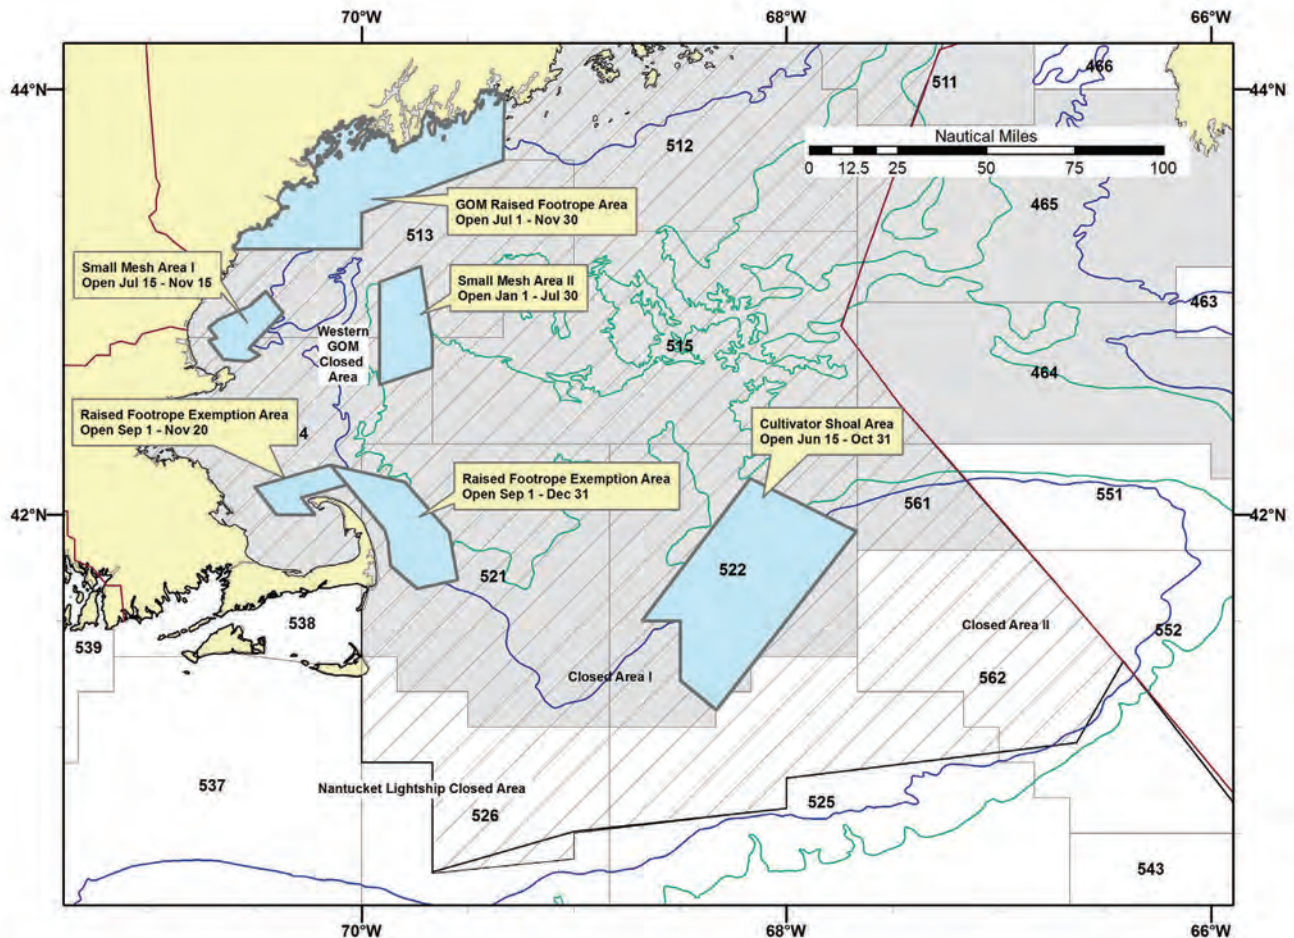 70°W
68°W
66°W
44°N
44°N
466
511
Nautical Miles
0 12.5 25 50 75 100
512
465
GOM Raised Footrope Area
Open Jul 1 - Nov 30
513
Small Mesh Area I
Open Jul 15 - Nov 15
Small Mesh Area II
Open Jan 1 - Jul 30
463
Western
GOM
Closed
Area
515
464
Raised Footrope Exemption Area
Open Sep 1 - Nov 20
4
Cultivator Shoal Area
Open Jun 15 - Oct 31
Raised Footrope Exemption Area
Open Sep 1 - Dec 31
551
561
42°N
42°N
522
521
538
539
Closed Area II
552
Closed Area I
562
537
Nantucket Lightship Closed Area
526
525
543
70°W
68°W
66°W